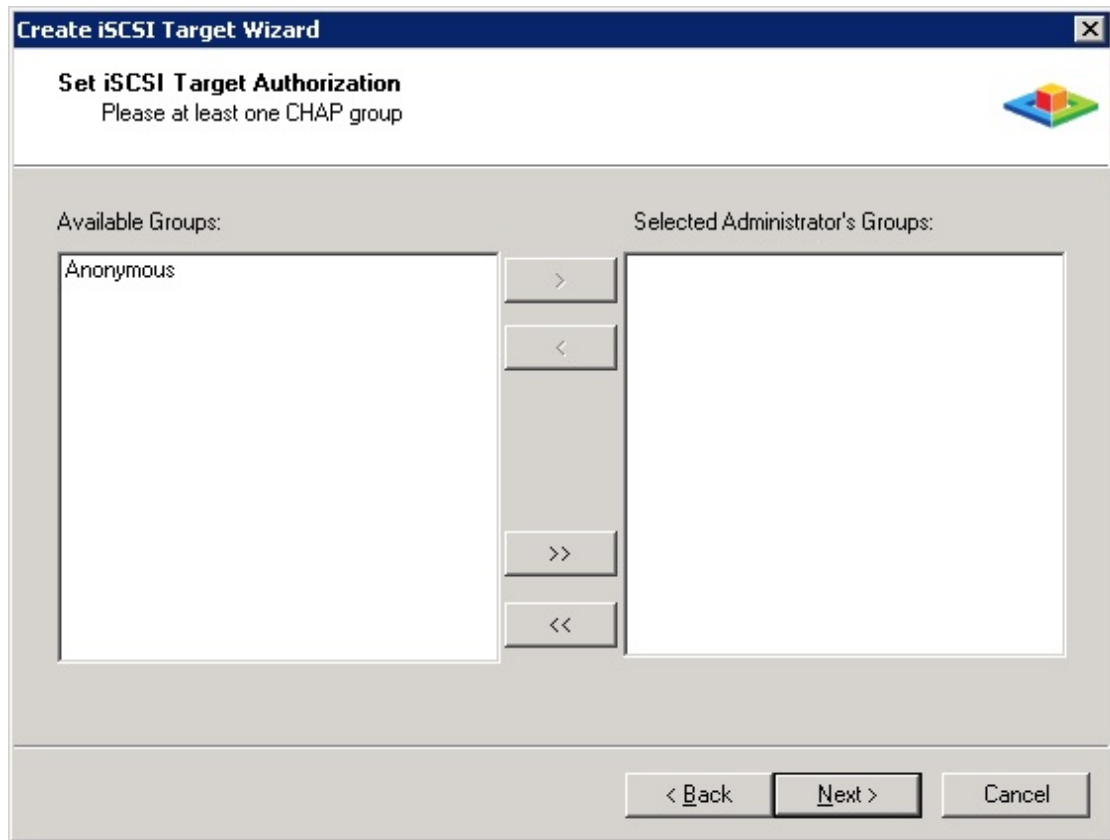 Create iSCSI Target Wizard
Set iSCSI Target Authorization
Please at least one CHAP group
Available Groups:
Selected Administrator's Groups:
Anonymous
>
<
>>
<<
< Back
Next >
Cancel